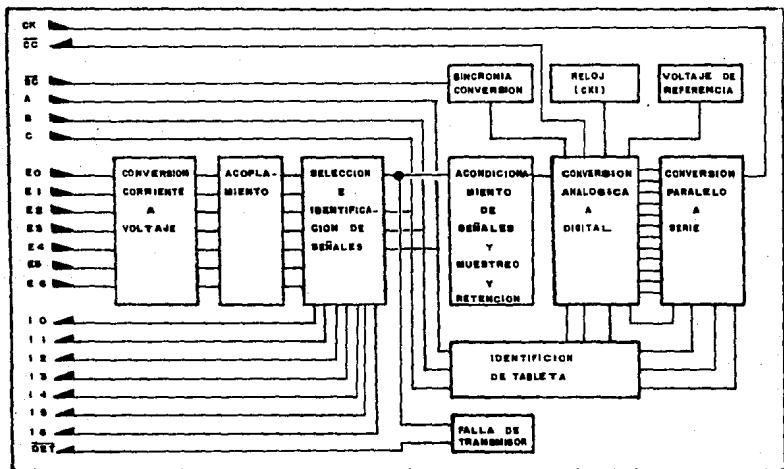 CK
CC
SC
A
B
C
SINCRONIA
CONVERSION
RELOJ
(CKI)
VOLTAJE DE
REFERENCIA
E0
E1
E2
E3
E4
E5
E6
CONVERSION
CORRIENTE
A
VOLTAJE
ACOPLA-
MIENTO
SELECCION
E
IDENTIFICA-
CION DE
SEÑALES
ACONDICIONA
MIENTO
DE
SEÑALES
Y
MUESTREO
Y
RETENCION
CONVERSION
ANALOGICA
A
DIGITAL
CONVERSION
PARALELO
A
SERIE
I0
I1
I2
I3
I4
I5
I6
DET
IDENTIFICION
DE TABLETA
FALLA DE
TRANSMISOR